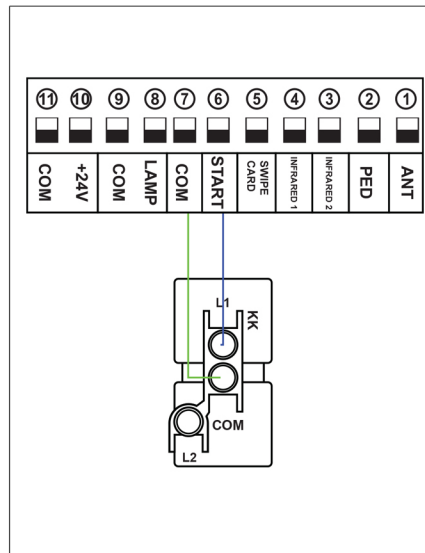 11 10 9 8 7 6 5 4 3 2 1
COM +24V COM LAMP COM START SWIPE CARD INFRARED 1 INFRARED 2 PED ANT
L1
KK
COM
L2